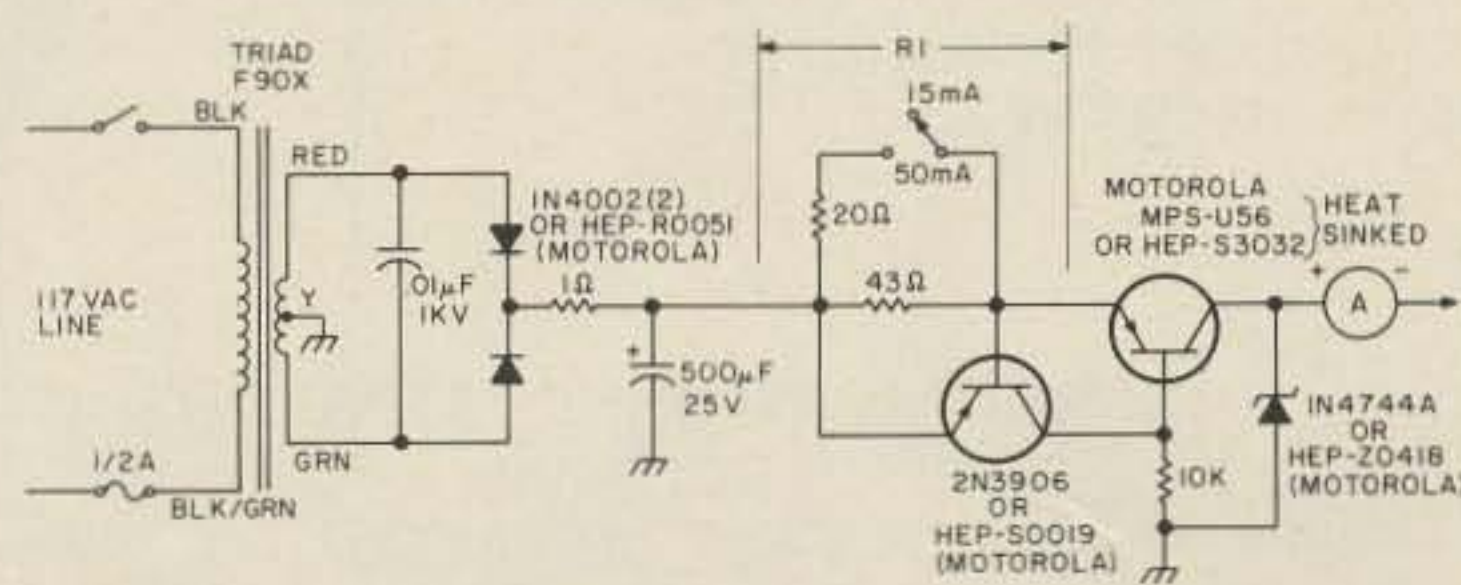 TRIAD
F90X
BLK
RED
Y
117 VAC
LINE
1/2A
BLK/GRN
GRN
.01µF
1KV
1N4002(2)
OR HEP-R0051
(MOTOROLA)
1Ω
+
500µF
25V
R1
15mA
50mA
20Ω
43Ω
2N3906
OR
HEP-S0019
(MOTOROLA)
MOTOROLA
MPS-U56
OR HEP-S3032
HEAT
SINKED
+
A
-
10K
1N4744A
OR
HEP-Z0418
(MOTOROLA)